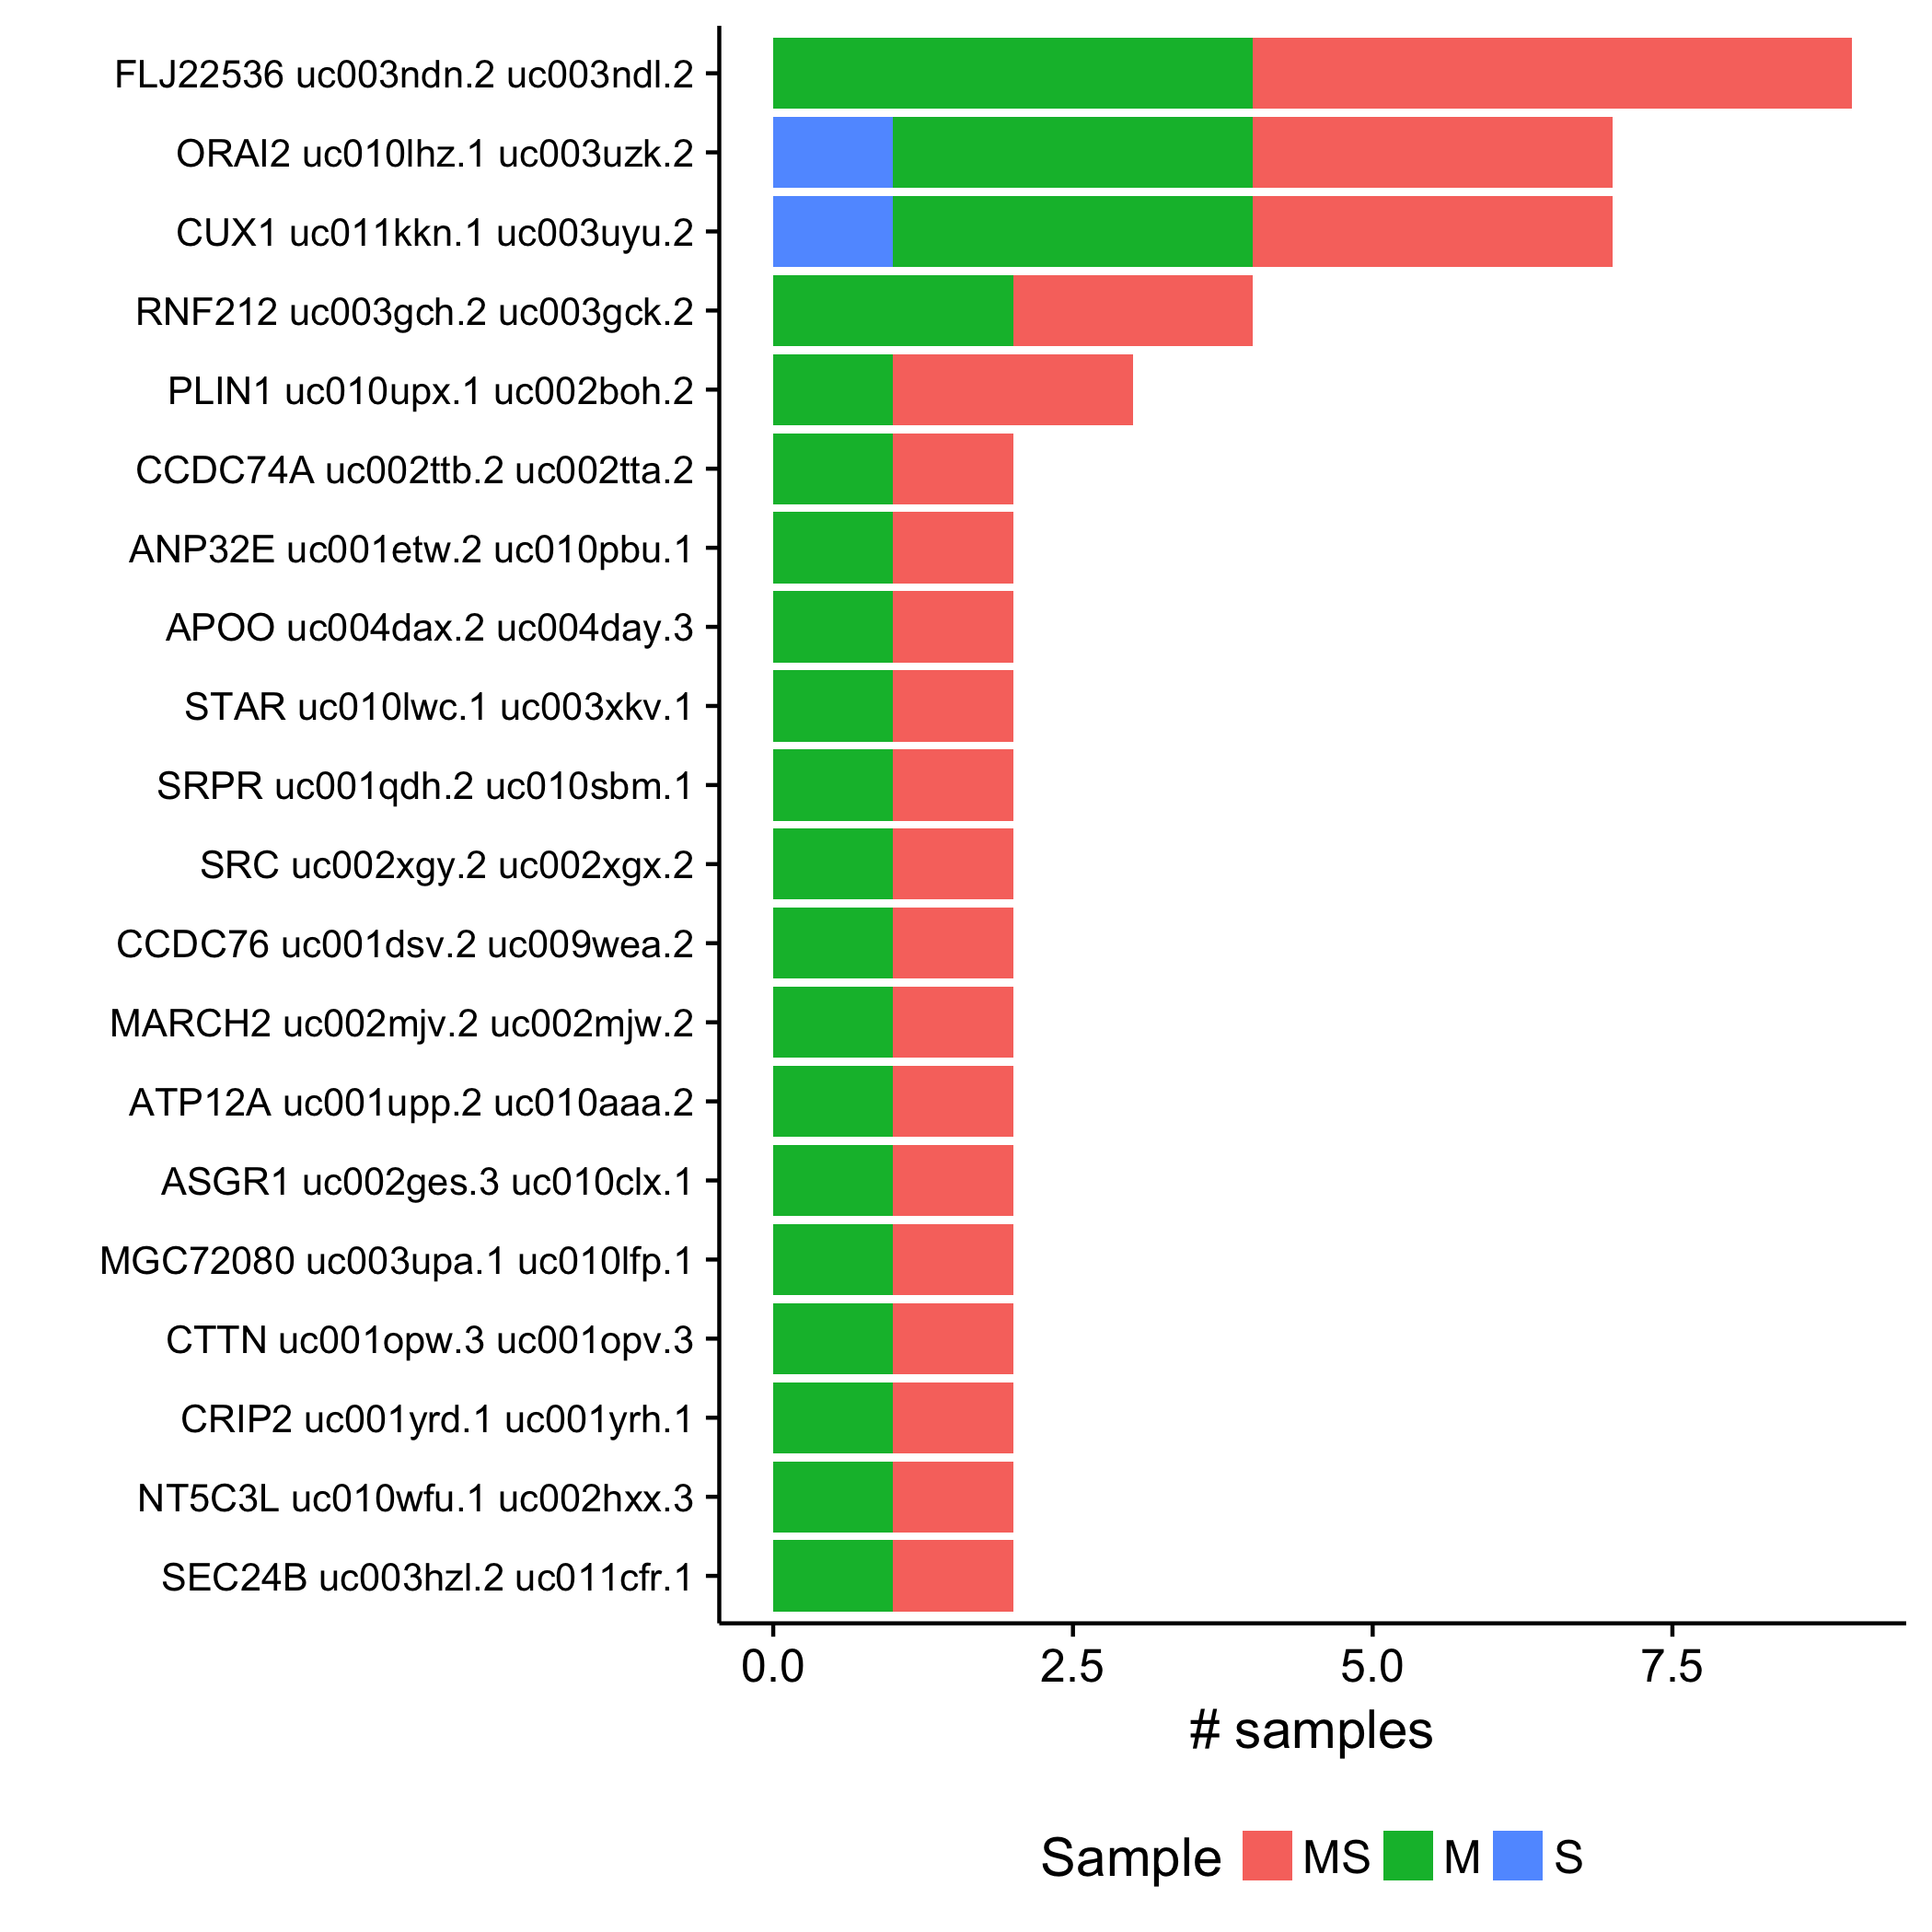 FLJ22536 uc003ndn.2 uc003ndl.2
ORAI2 uc010lhz.1 uc003uzk.2
CUX1 uc011kkn.1 uc003uyu.2
RNF212 uc003gch.2 uc003gck.2
PLIN1 uc010upx.1 uc002boh.2
CCDC74A uc002ttb.2 uc002tta.2
ANP32E uc001etw.2 uc010pbu.1
APOO uc004dax.2 uc004day.3
STAR uc010lwc.1 uc003xkv.1
SRPR uc001qdh.2 uc010sbm.1
SRC uc002xgy.2 uc002xgx.2
CCDC76 uc001dsv.2 uc009wea.2
MARCH2 uc002mjv.2 uc002mjw.2
ATP12A uc001upp.2 uc010aaa.2
ASGR1 uc002ges.3 uc010clx.1
MGC72080 uc003upa.1 uc010lfp.1
CTTN uc001opw.3 uc001opv.3
CRIP2 uc001yrd.1 uc001yrh.1
NT5C3L uc010wfu.1 uc002hxx.3
SEC24B uc003hzl.2 uc011cfr.1
0.0 2.5 5.0 7.5
# samples
Sample MS M S